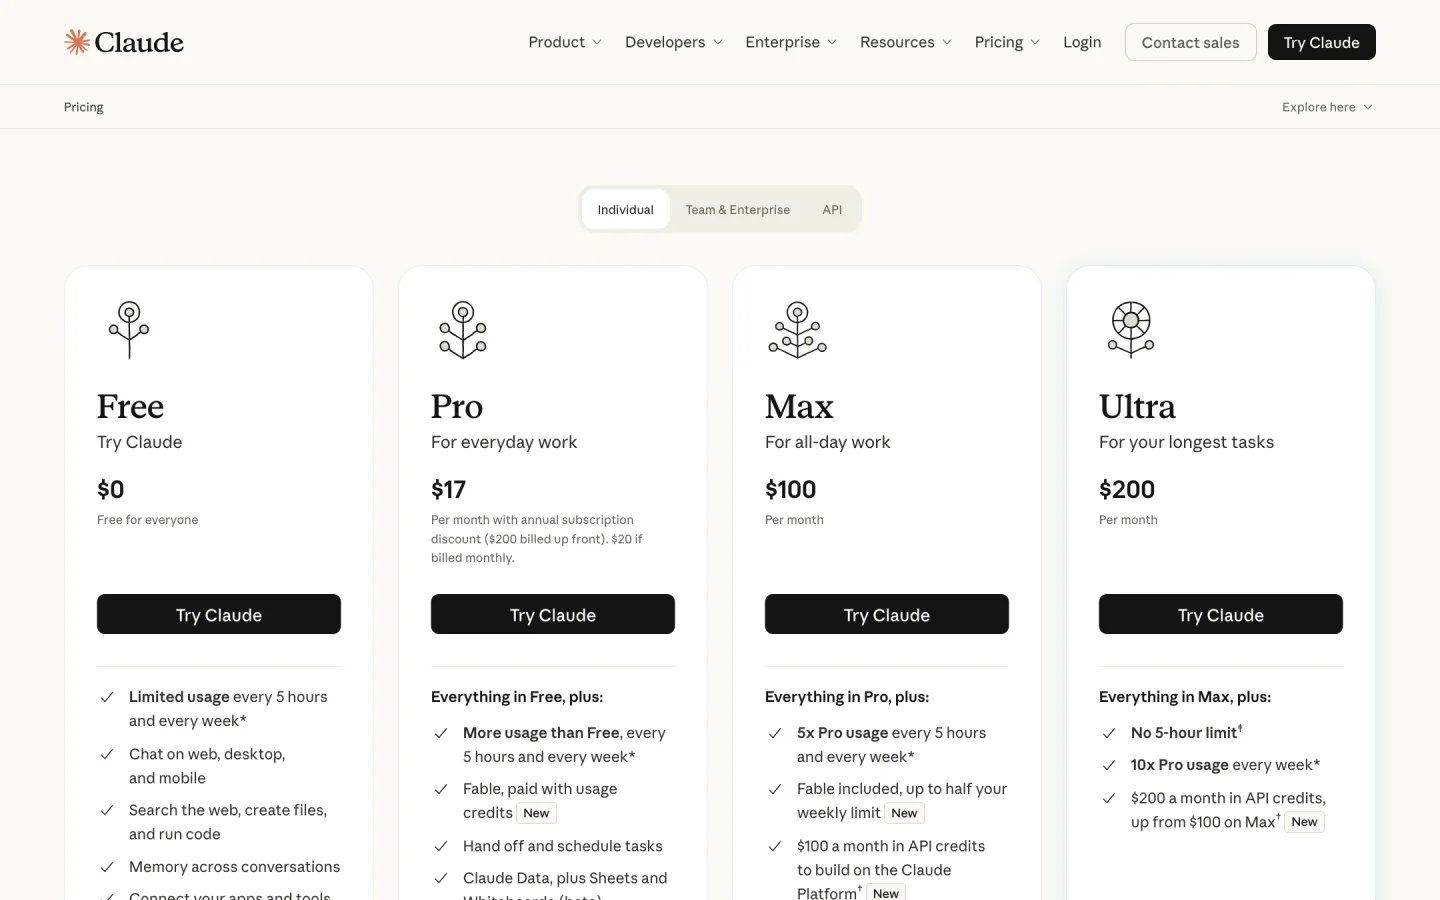 Claude
Product
Developers
Enterprise
Resources
Pricing
Login
Contact sales
Try Claude
Pricing
Explore here
Individual
Team & Enterprise
API
Free
Try Claude
$0
Free for everyone
Try Claude
Limited usage every 5 hours
and every week*
Chat on web, desktop,
and mobile
Search the web, create files,
and run code
Memory across conversations
Connect your apps and tools
Pro
For everyday work
$17
Per month with annual subscription
discount ($200 billed up front). $20 if
billed monthly.
Try Claude
Everything in Free, plus:
More usage than Free, every
5 hours and every week*
Fable, paid with usage
credits New
Hand off and schedule tasks
Claude Data, plus Sheets and
Whiteboards (beta)
Max
For all-day work
$100
Per month
Try Claude
Everything in Pro, plus:
5x Pro usage every 5 hours
and every week*
Fable included, up to half your
weekly limit New
$100 a month in API credits
to build on the Claude
Platform† New
Ultra
For your longest tasks
$200
Per month
Try Claude
Everything in Max, plus:
No 5-hour limit‡
10x Pro usage every week*
$200 a month in API credits,
up from $100 on Max† New